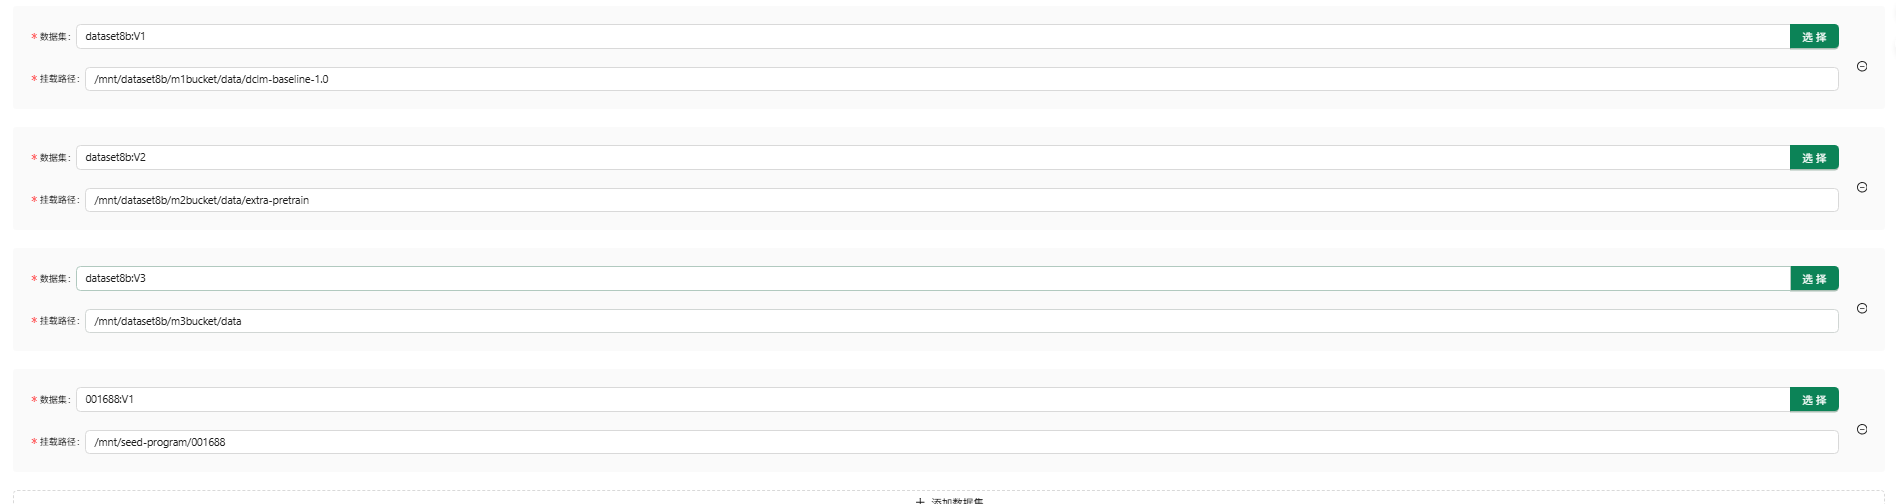 * 数据集: dataset8b:V1 选 择
* 挂载路径: /mnt/dataset8b/m1bucket/data/dclm-baseline-1.0
* 数据集: dataset8b:V2 选 择
* 挂载路径: /mnt/dataset8b/m2bucket/data/extra-pretrain
* 数据集: dataset8b:V3 选 择
* 挂载路径: /mnt/dataset8b/m3bucket/data
* 数据集: 001688:V1 选 择
* 挂载路径: /mnt/seed-program/001688
+ 添加数据集